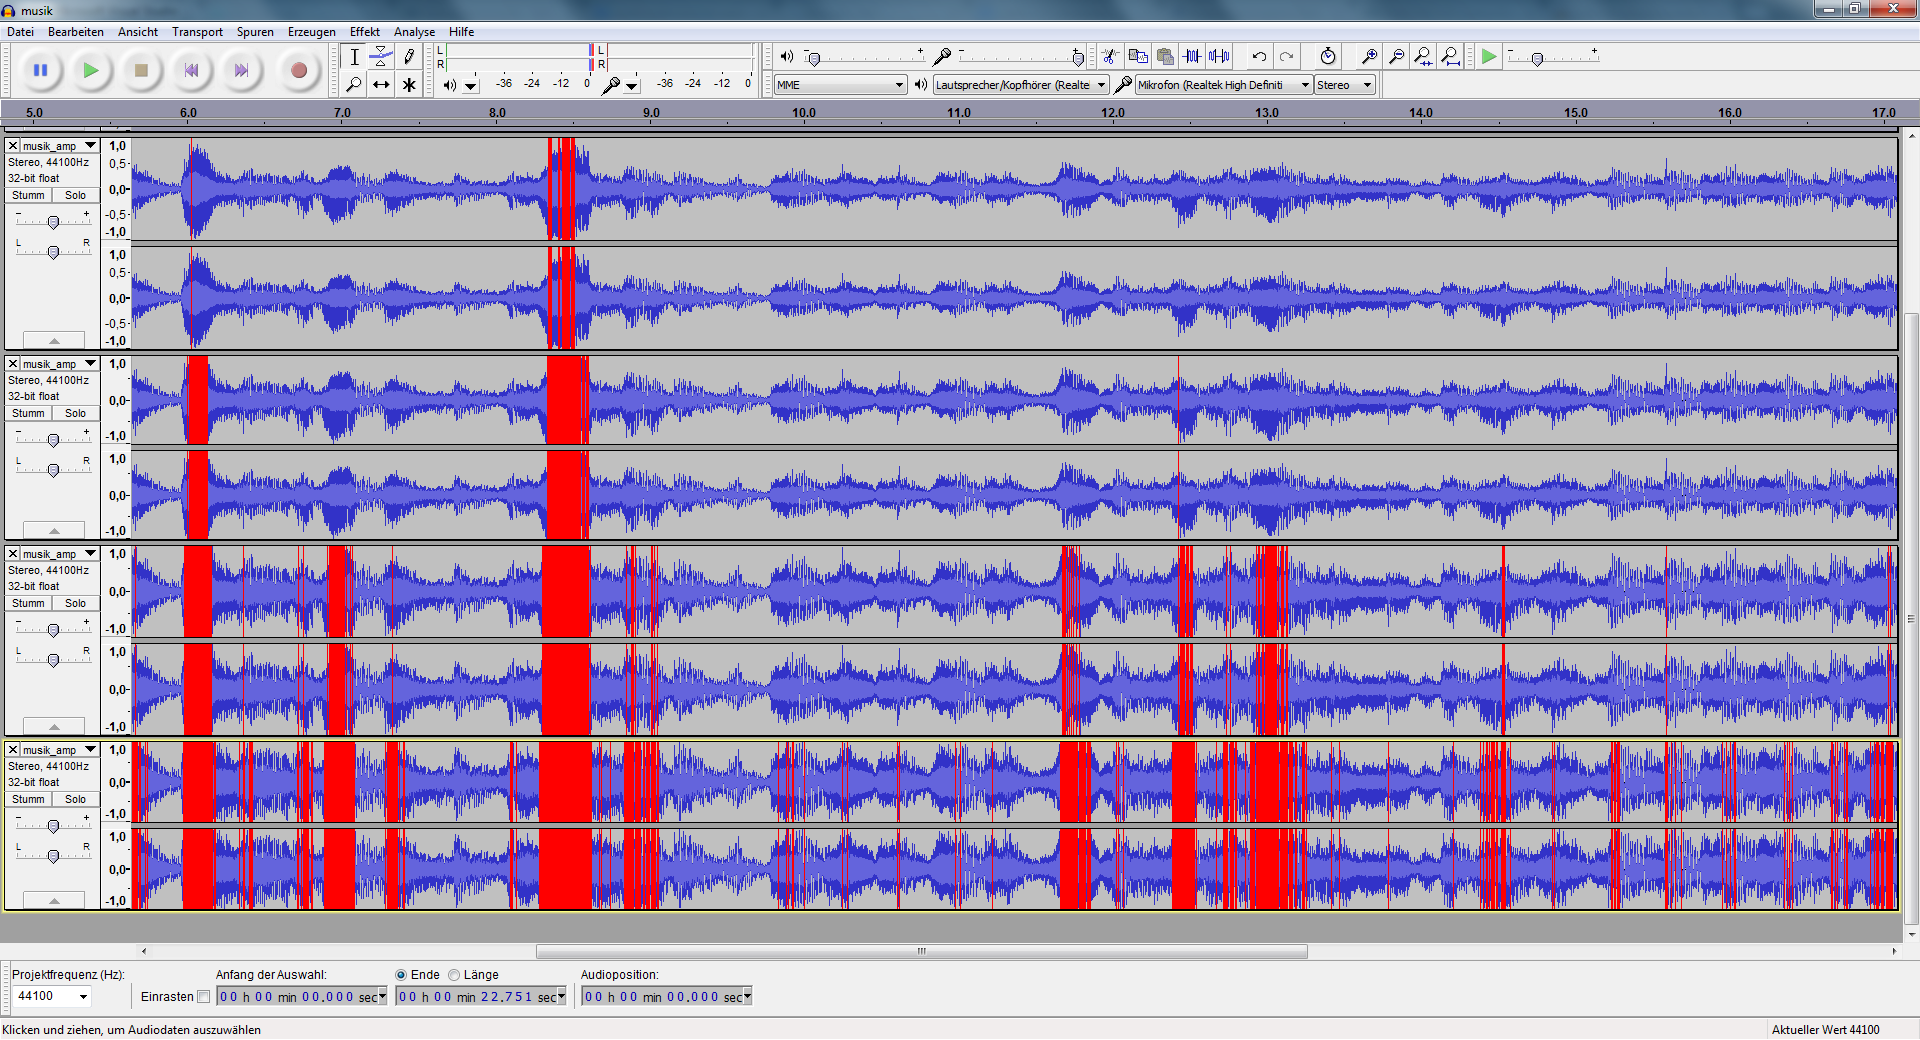 musik
Datei Bearbeiten Ansicht Transport Spuren Erzeugen Effekt Analyse Hilfe
L
R
-36 -24 -12 0
L
R
-36 -24 -12 0
- +
- +
- +
MME
Lautsprecher/Kopfhörer (Realte
Mikrofon (Realtek High Definiti
Stereo
5.0 6.0 7.0 8.0 9.0 10.0 11.0 12.0 13.0 14.0 15.0 16.0 17.0
musik_amp
Stereo, 44100Hz
32-bit float
Stumm Solo
- +
L R
1,0
0,5
0,0
-0,5
-1,0
1,0
0,5
0,0
-0,5
-1,0
musik_amp
Stereo, 44100Hz
32-bit float
Stumm Solo
- +
L R
1,0
0,0
-1,0
1,0
0,0
-1,0
musik_amp
Stereo, 44100Hz
32-bit float
Stumm Solo
- +
L R
1,0
0,0
-1,0
1,0
0,0
-1,0
musik_amp
Stereo, 44100Hz
32-bit float
Stumm Solo
- +
L R
1,0
0,0
-1,0
1,0
0,0
-1,0
Projektfrequenz (Hz):
44100
Einrasten
Anfang der Auswahl:
00 h 00 min 00.000 sec
Ende Länge
00 h 00 min 22.751 sec
Audioposition:
00 h 00 min 00.000 sec
Klicken und ziehen, um Audiodaten auszuwählen
Aktueller Wert 44100